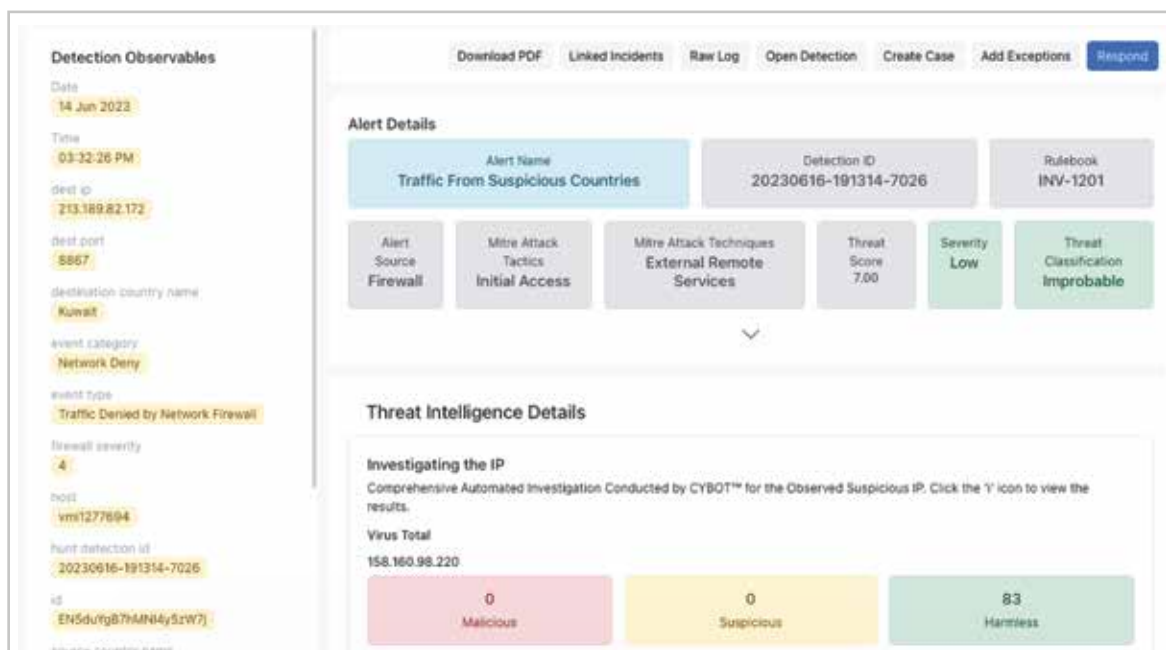 Detection Observables
Date
14 Jun 2023
Time
03:32:26 PM
dest ip
213.189.82.172
dest port
8867
destination country name
Kuwait
event category
Network Deny
event type
Traffic Denied by Network Firewall
firewall severity
4
host
vmi1277694
hunt detection id
20230616-191314-7026
id
Download PDF Linked Incidents Raw Log Open Detection Create Case Add Exceptions Respond
Alert Details
Alert Name
Traffic From Suspicious Countries
Detection ID
20230616-191314-7026
Rulebook
INV-1201
Alert
Source
Firewall
Mitre Attack
Tactics
Initial Access
Mitre Attack Techniques
External Remote
Services
Threat
Score
7.00
Severity
Low
Threat
Classification
Improbable
Threat Intelligence Details
Investigating the IP
Comprehensive Automated Investigation Conducted by CYBOT™ for the Observed Suspicious IP. Click the 'i' icon to view the
results.
Virus Total
158.160.98.220
0
Malicious
0
Suspicious
83
Harmless